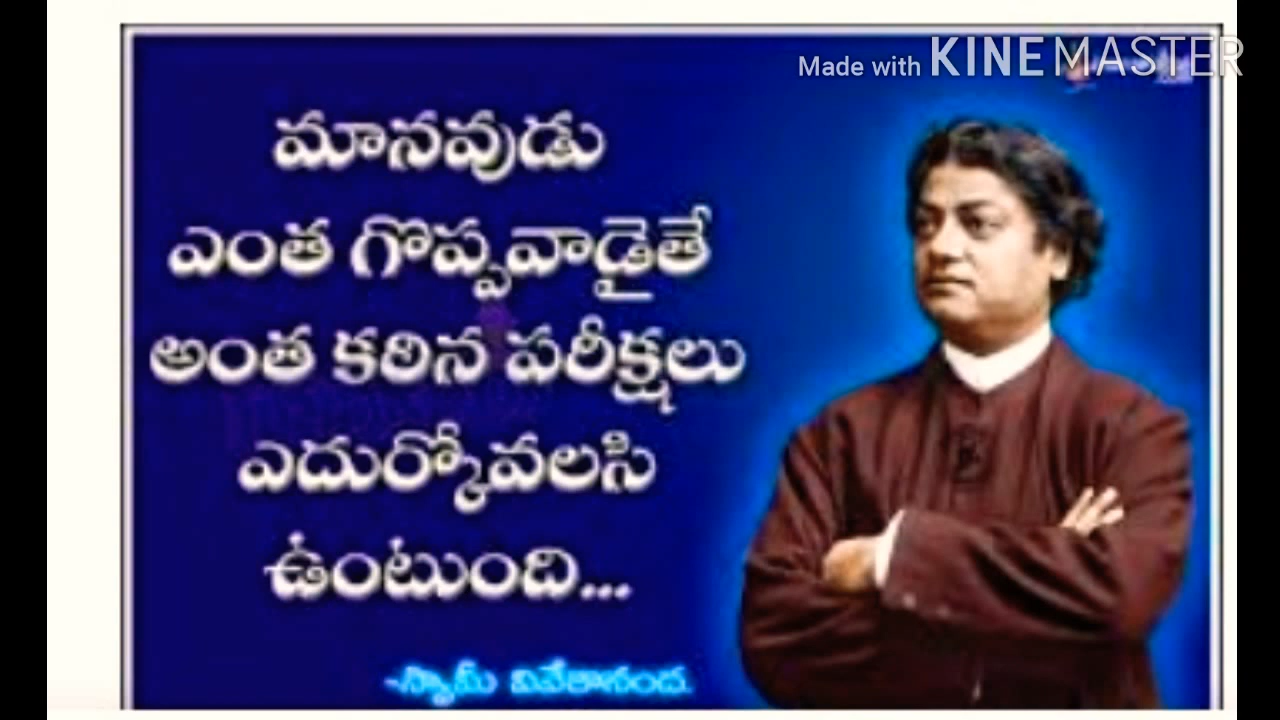 Made with KINEMASTER
మానవుడు
ఎంత గొప్పవాడైతే
అంత కఠిన పరీక్షలు
ఎదుర్కోవలసి
ఉంటుంది...
-స్వామీ వివేకానంద.